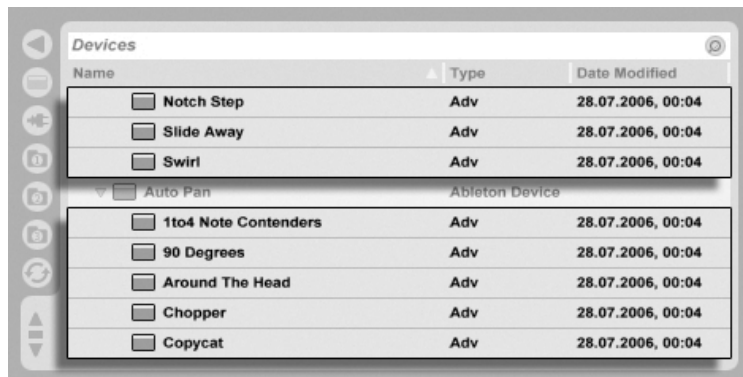 Devices
Name Type Date Modified
Notch Step Adv 28.07.2006, 00:04
Slide Away Adv 28.07.2006, 00:04
Swirl Adv 28.07.2006, 00:04
Auto Pan Ableton Device
1to4 Note Contenders Adv 28.07.2006, 00:04
90 Degrees Adv 28.07.2006, 00:04
Around The Head Adv 28.07.2006, 00:04
Chopper Adv 28.07.2006, 00:04
Copycat Adv 28.07.2006, 00:04
1
2
3